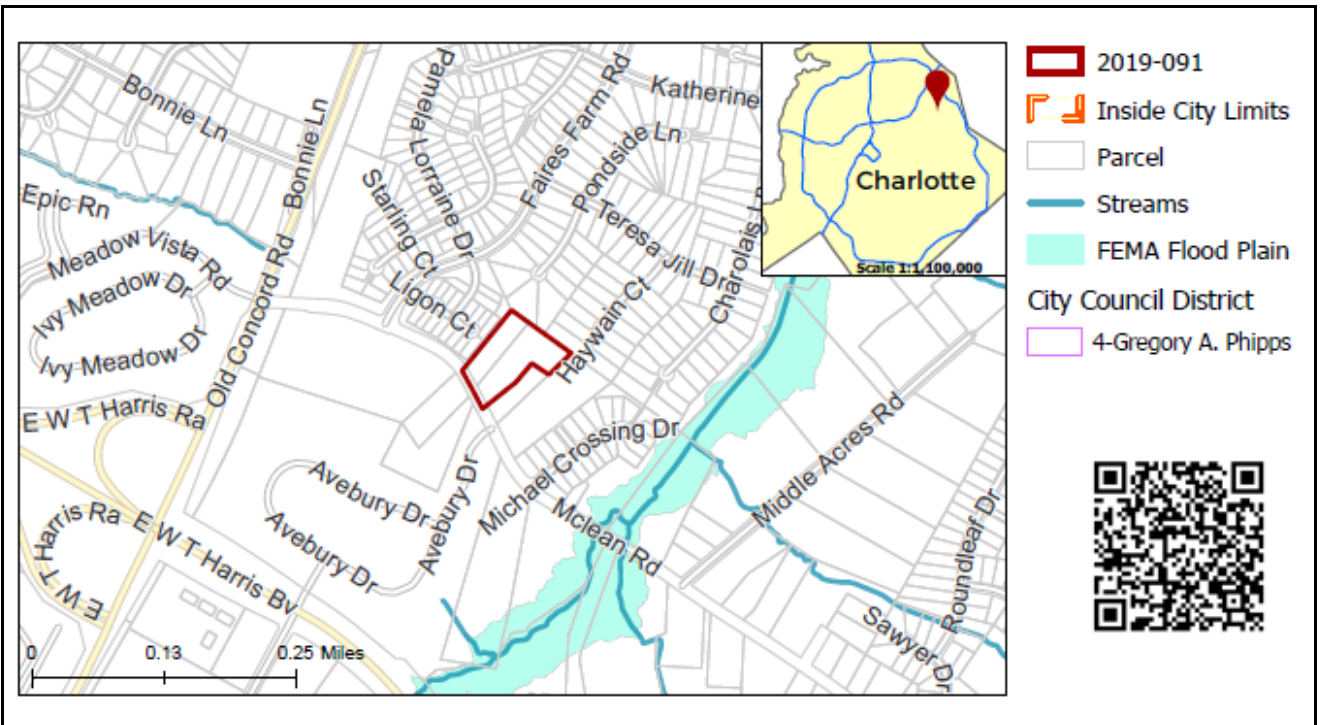 Bonnie Ln
Bonnie Ln
Pamela Lorraine Dr
Faires Farm Rd
Katherine
Pondside Ln
Starling Ct
Epic Rn
Meadow Vista Rd
Teresa Jill Dr
Charolais Ln
Ivy Meadow Dr
Ligon Ct
Haywain Ct
Ivy Meadow Dr
Old Concord Rd
E W T Harris Ra
Michael Crossing Dr
Middle Acres Rd
Avebury Dr
Avebury Dr
Avebury Dr
Mclean Rd
E W T Harris Ra
E W T Harris Bv
Roundleaf Dr
Sawyer Dr
0 0.13 0.25 Miles
Charlotte
Scale 1:1,100,000
2019-091
Inside City Limits
Parcel
Streams
FEMA Flood Plain
City Council District
4-Gregory A. Phipps